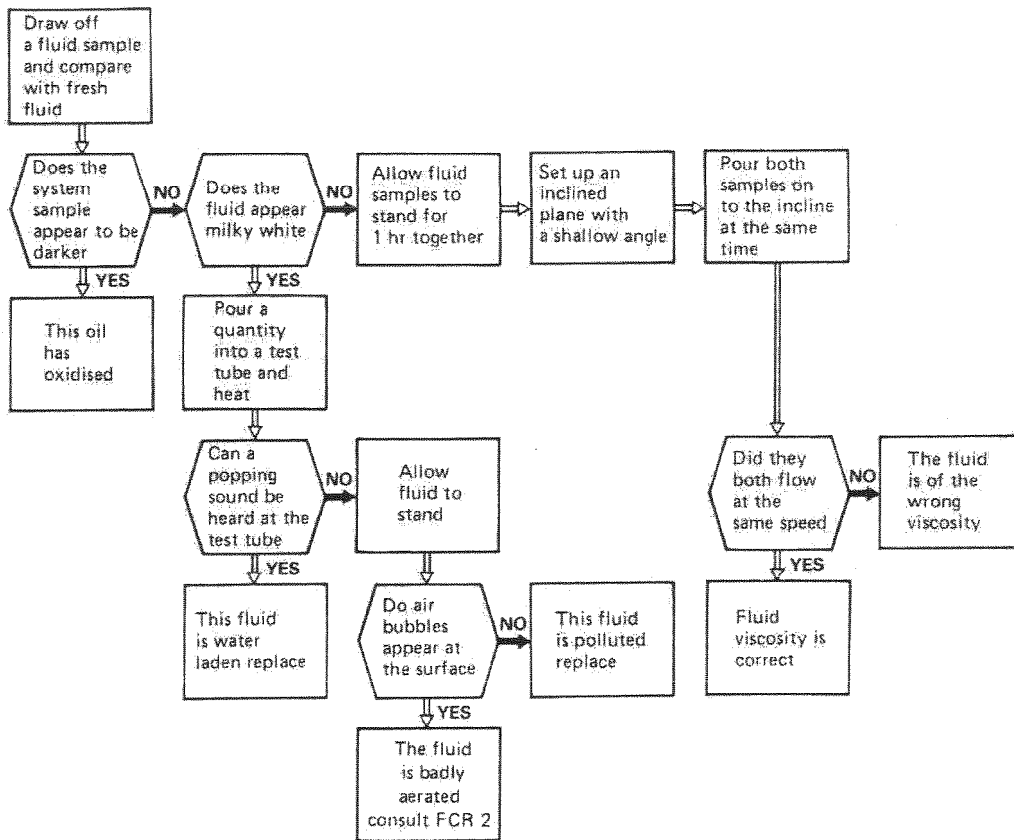 Draw off
a fluid sample
and compare
with fresh
fluid
Does the
system
sample
appear to be
darker
NO
Does the
fluid appear
milky white
NO
Allow fluid
samples to
stand for
1 hr together
Set up an
inclined
plane with
a shallow angle
Pour both
samples on
to the incline
at the same
time
YES
This oil
has
oxidised
YES
Pour a
quantity
into a test
tube and
heat
Can a
popping
sound be
heard at the
test tube
NO
Allow
fluid to
stand
Did they
both flow
at the
same speed
NO
The fluid
is of the
wrong
viscosity
YES
This fluid
is water
laden replace
Do air
bubbles
appear at
the surface
NO
This fluid
is polluted
replace
YES
Fluid
viscosity is
correct
YES
The fluid
is badly
aerated
consult FCR 2